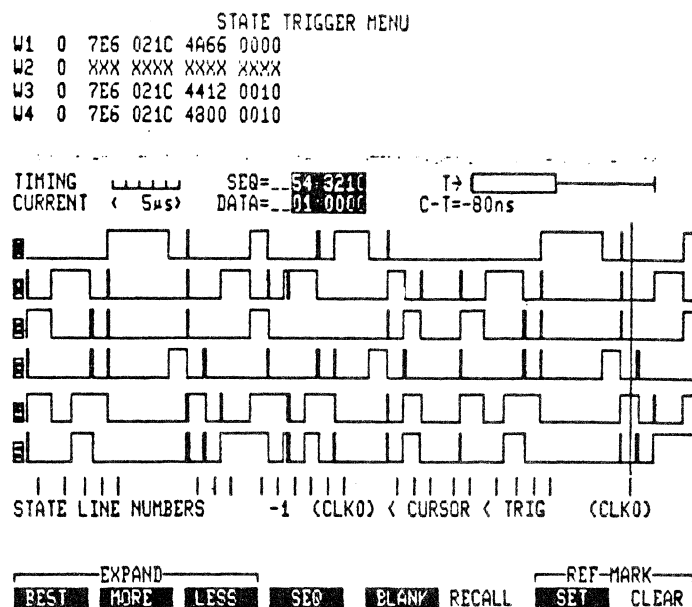 STATE TRIGGER MENU
W1 0 7E6 021C 4A66 0000
W2 0 XXX XXXX XXXX XXXX
W3 0 7E6 021C 4412 0010
W4 0 7E6 021C 4800 0010
TIMING SEQ=__54 3210 T→
CURRENT < 5µs> DATA=__01 0000 C-T=-80ns
STATE LINE NUMBERS -1 (CLK0) < CURSOR < TRIG (CLK0)
EXPAND REF-MARK
BEST MORE LESS SEQ BLANK RECALL SET CLEAR